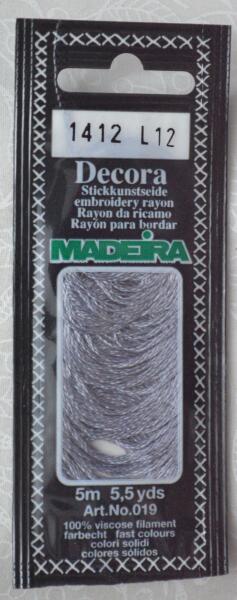 1412 L12
Decora
Stickkunstseide
embroidery rayon
Rayon da ricamo
Rayón para bordar
MADEIRA
5m 5,5 yds
Art.No.019
100% viscose filament
farbecht fast colours
colori solidi
colores sólidos